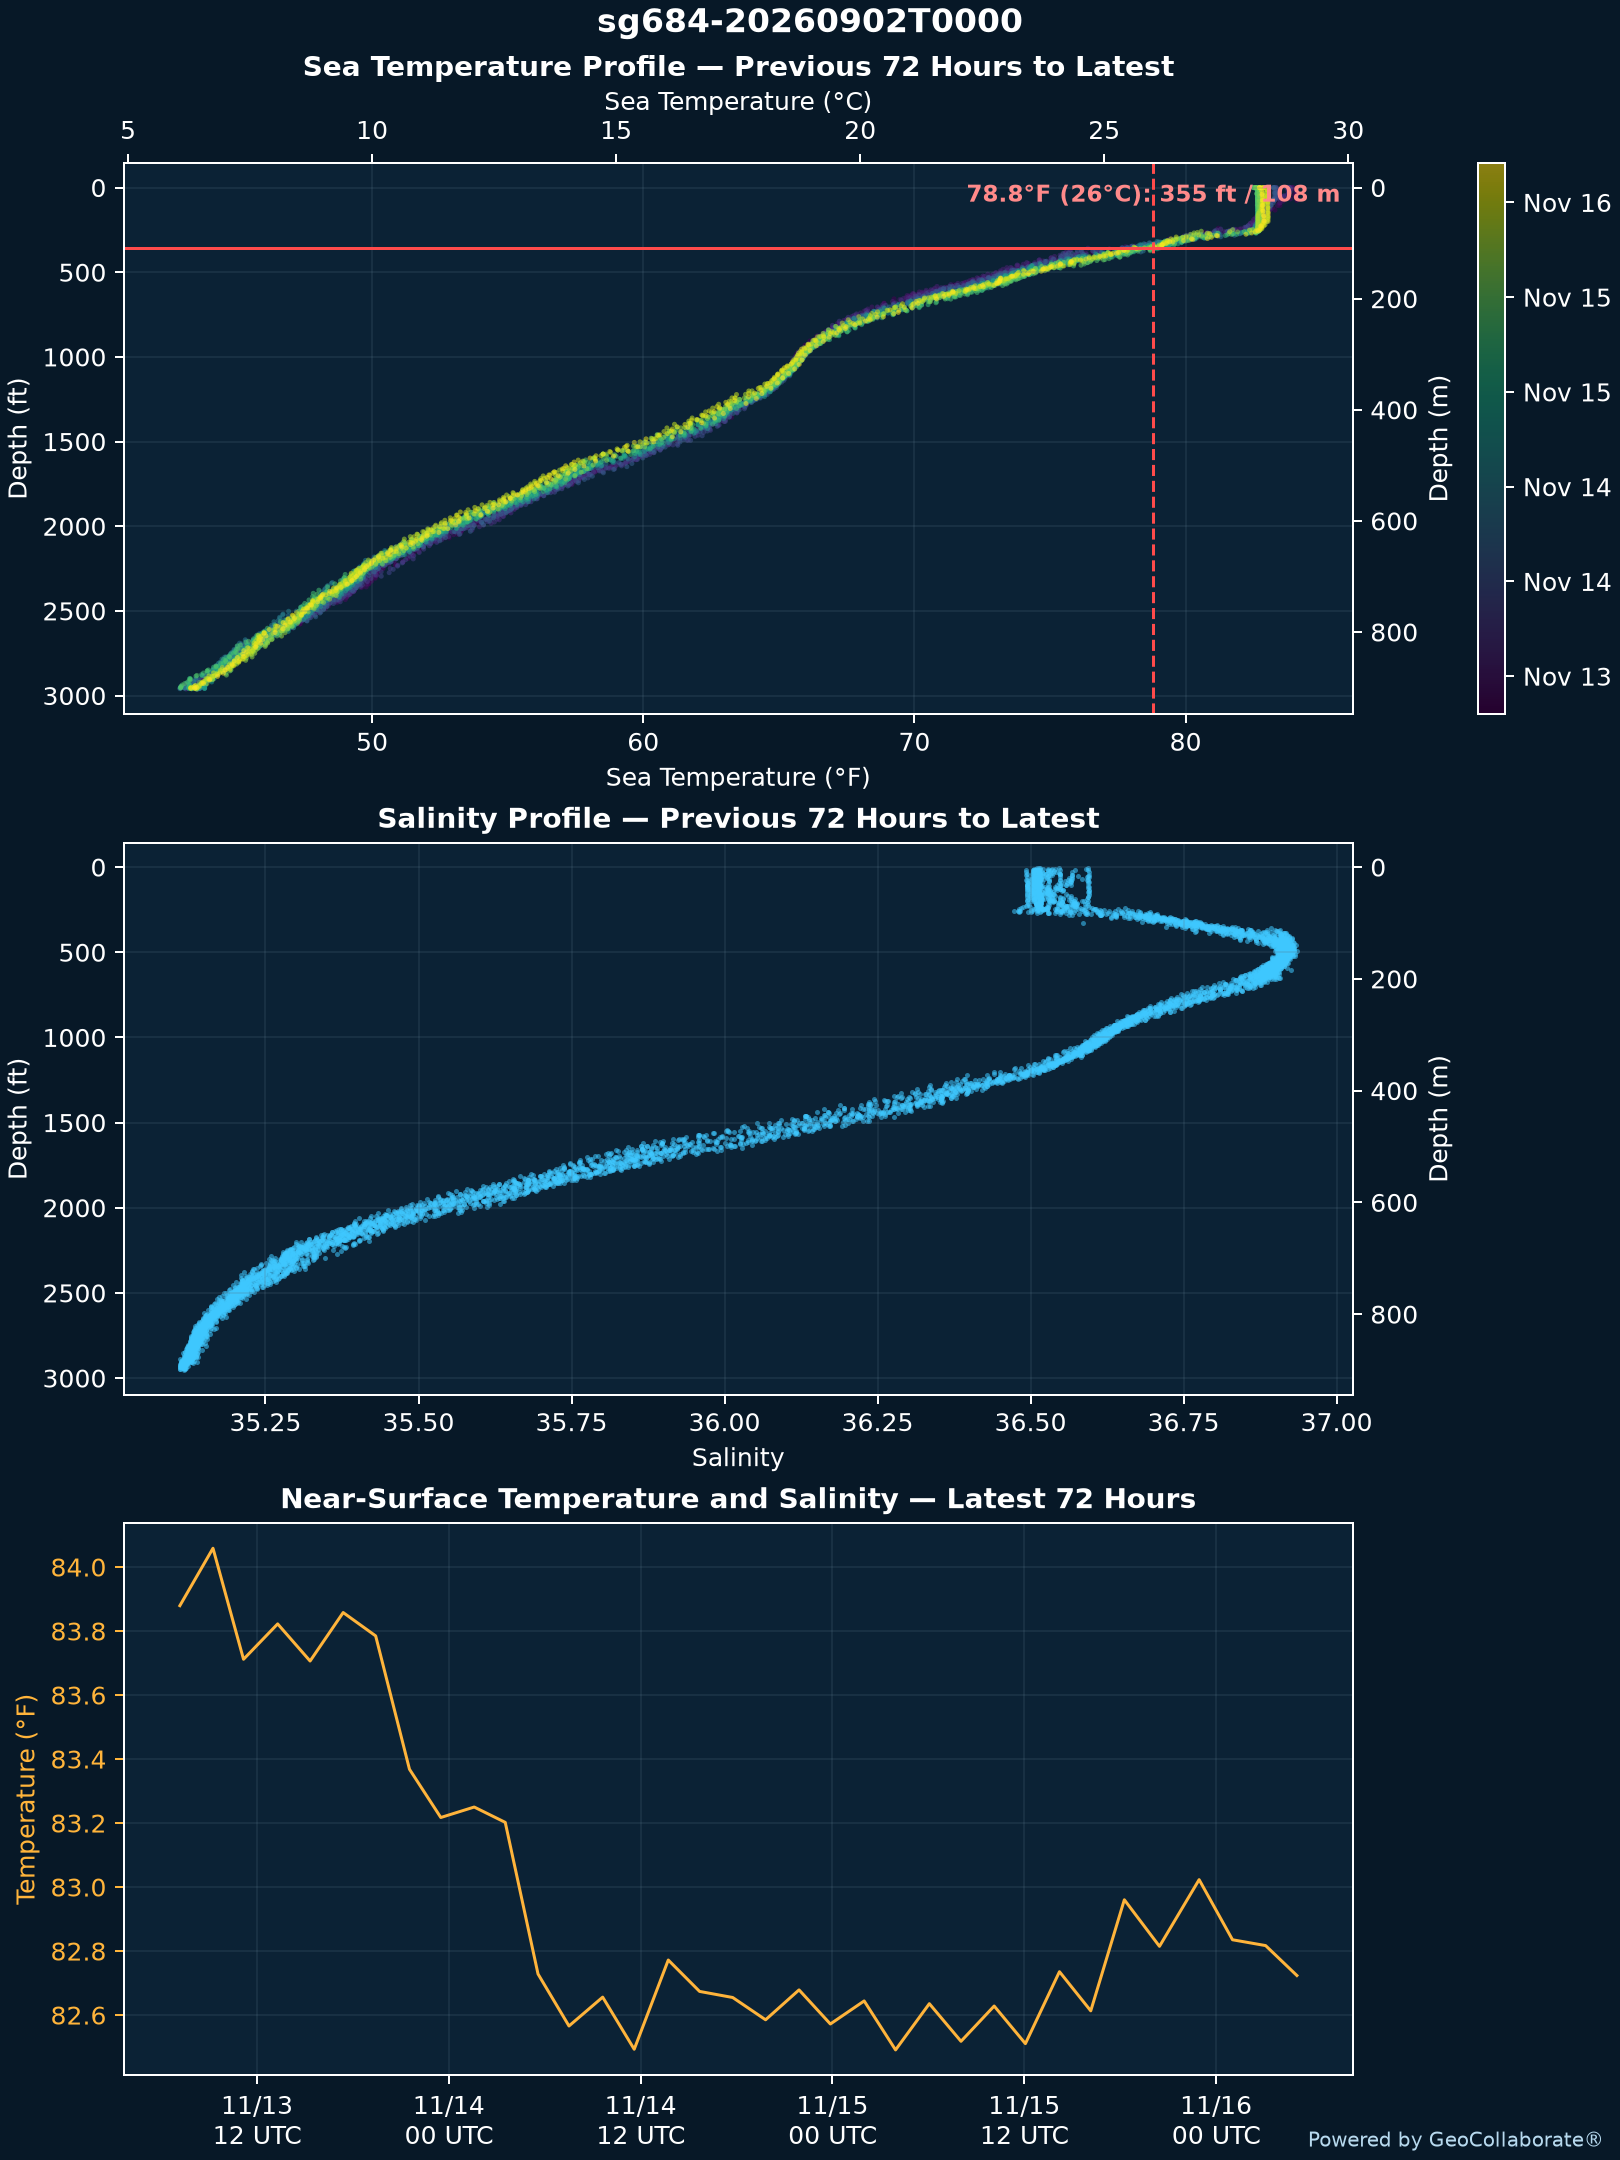 sg684-20260902T0000
Sea Temperature Profile — Previous 72 Hours to Latest
Sea Temperature (°C)
5 10 15 20 25 30
78.8°F (26°C): 355 ft / 108 m
0
500
1000
1500
2000
2500
3000
Depth (ft)
0
200
400
600
800
Depth (m)
50 60 70 80
Sea Temperature (°F)
Nov 16
Nov 15
Nov 15
Nov 14
Nov 14
Nov 13
Salinity Profile — Previous 72 Hours to Latest
0
500
1000
1500
2000
2500
3000
Depth (ft)
0
200
400
600
800
Depth (m)
35.25 35.50 35.75 36.00 36.25 36.50 36.75 37.00
Salinity
Near-Surface Temperature and Salinity — Latest 72 Hours
84.0
83.8
83.6
83.4
83.2
83.0
82.8
82.6
Temperature (°F)
11/13 11/14 11/14 11/15 11/15 11/16
12 UTC 00 UTC 12 UTC 00 UTC 12 UTC 00 UTC
Powered by GeoCollaborate®